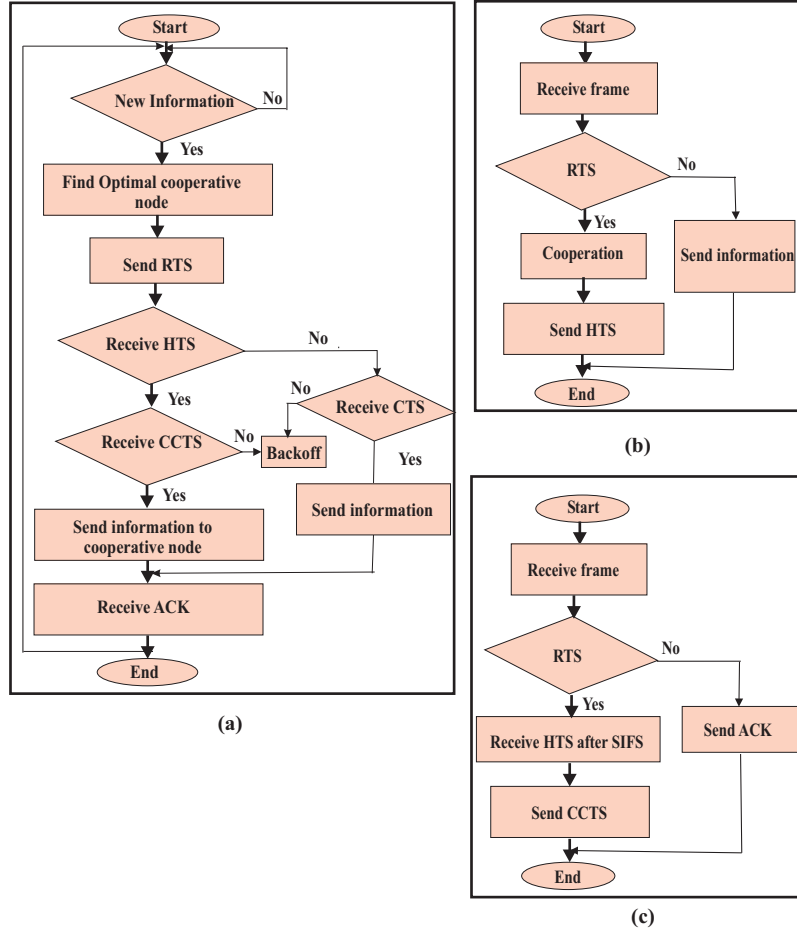 Start
New Information
No
Yes
Find Optimal cooperative
node
Send RTS
Receive HTS
No
Yes
Receive CTS
No
Receive CCTS
No
Backoff
Yes
Yes
Send information
Send information to
cooperative node
Receive ACK
End
(a)
Start
Receive frame
RTS
No
Yes
Cooperation
Send information
Send HTS
End
(b)
Start
Receive frame
RTS
No
Yes
Receive HTS after SIFS
Send ACK
Send CCTS
End
(c)